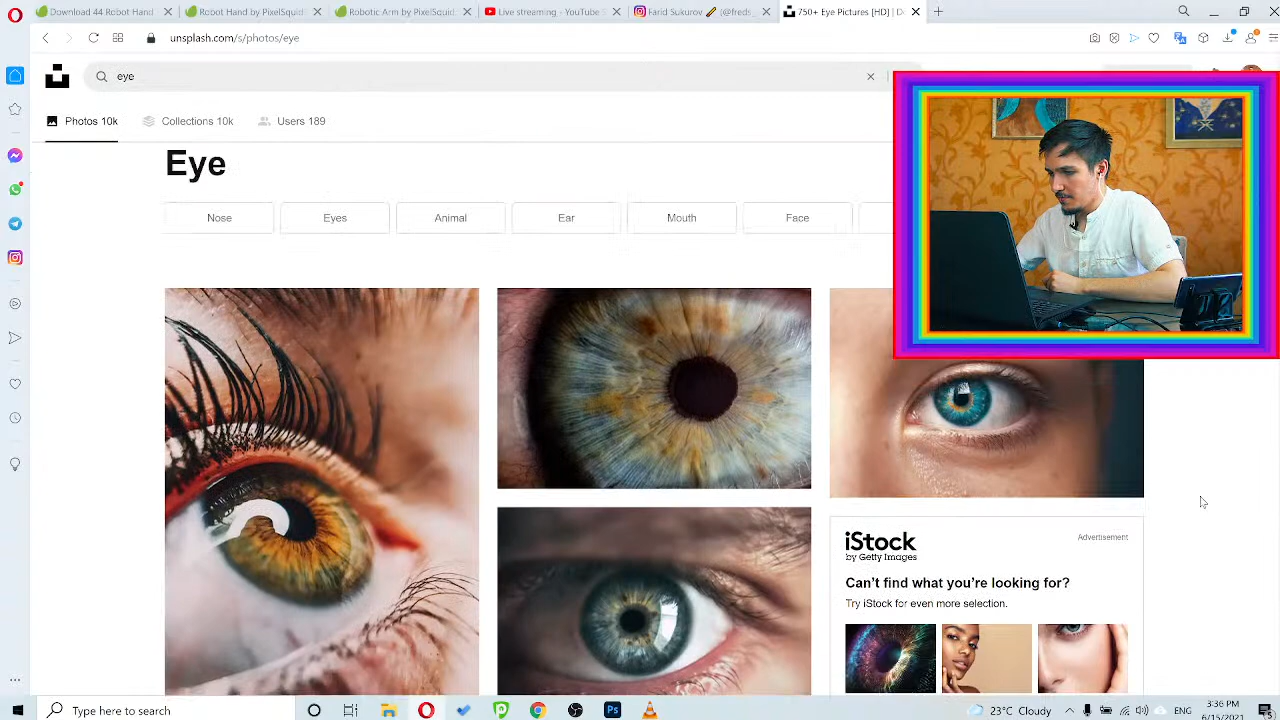 Download 44 Robot Hand
Robot Hand by PixelSquid
Robotic Arm by PixelSquid
Live streaming - YouTube S
Farid Sukurov
750+ Eye Pictures [HD] | Do
unsplash.com/s/photos/eye
eye
Photos 10k
Collections 10k
Users 189
Eye
Nose
Eyes
Animal
Ear
Mouth
Face
iStock
by Getty Images
Advertisement
Can't find what you're looking for?
Try iStock for even more selection.
Type here to search
Ps
23°C Cloudy
ENG
3:36 PM